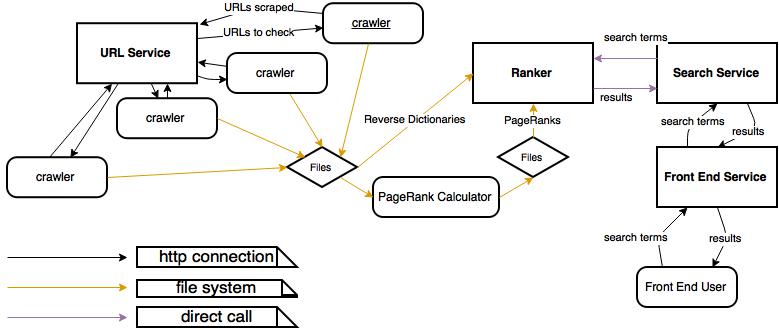 URLs scraped
crawler
URLs to check
URL Service
crawler
crawler
crawler
Files
Reverse Dictionaries
PageRank Calculator
Ranker
PageRanks
Files
search terms
results
Search Service
search terms
results
Front End Service
search terms
results
Front End User
http connection
file system
direct call